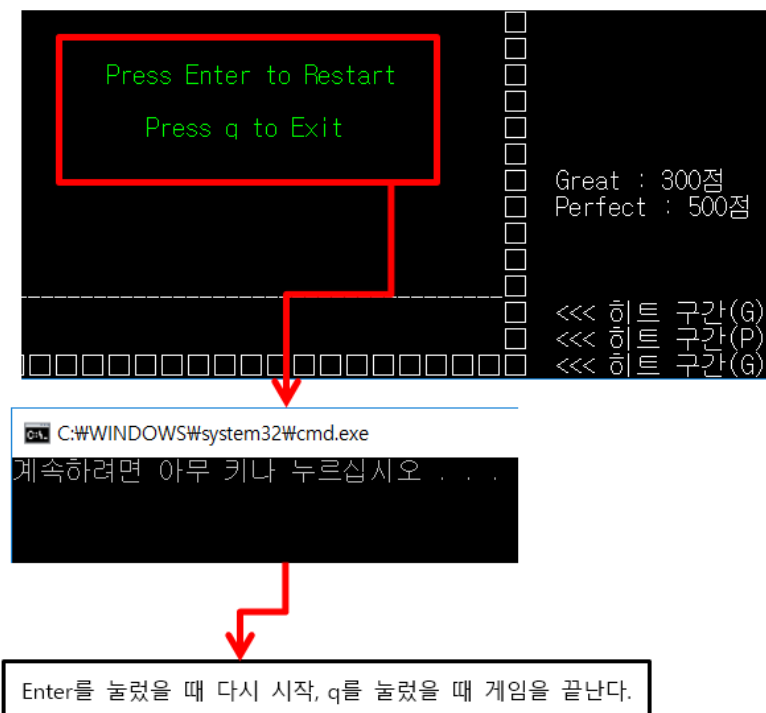 Press Enter to Restart
Press q to Exit
Great : 300점
Perfect : 500점
<<< 히트 구간(G)
<<< 히트 구간(P)
<<< 히트 구간(G)
C:₩WINDOWS₩system32₩cmd.exe
계속하려면 아무 키나 누르십시오 . . .
Enter를 눌렀을 때 다시 시작, q를 눌렀을 때 게임을 끝난다.